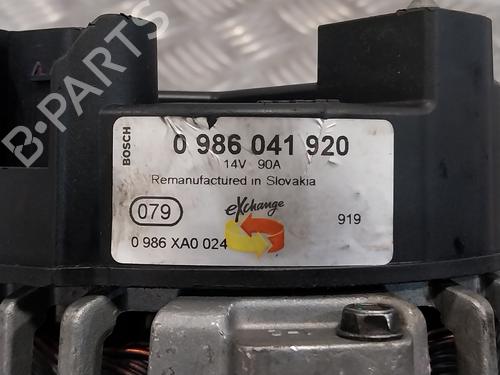 BOSCH
0 986 041 920
14V 90A
Remanufactured in Slovakia
079
eXchange
919
0 986 XA0 024
B-PARTS